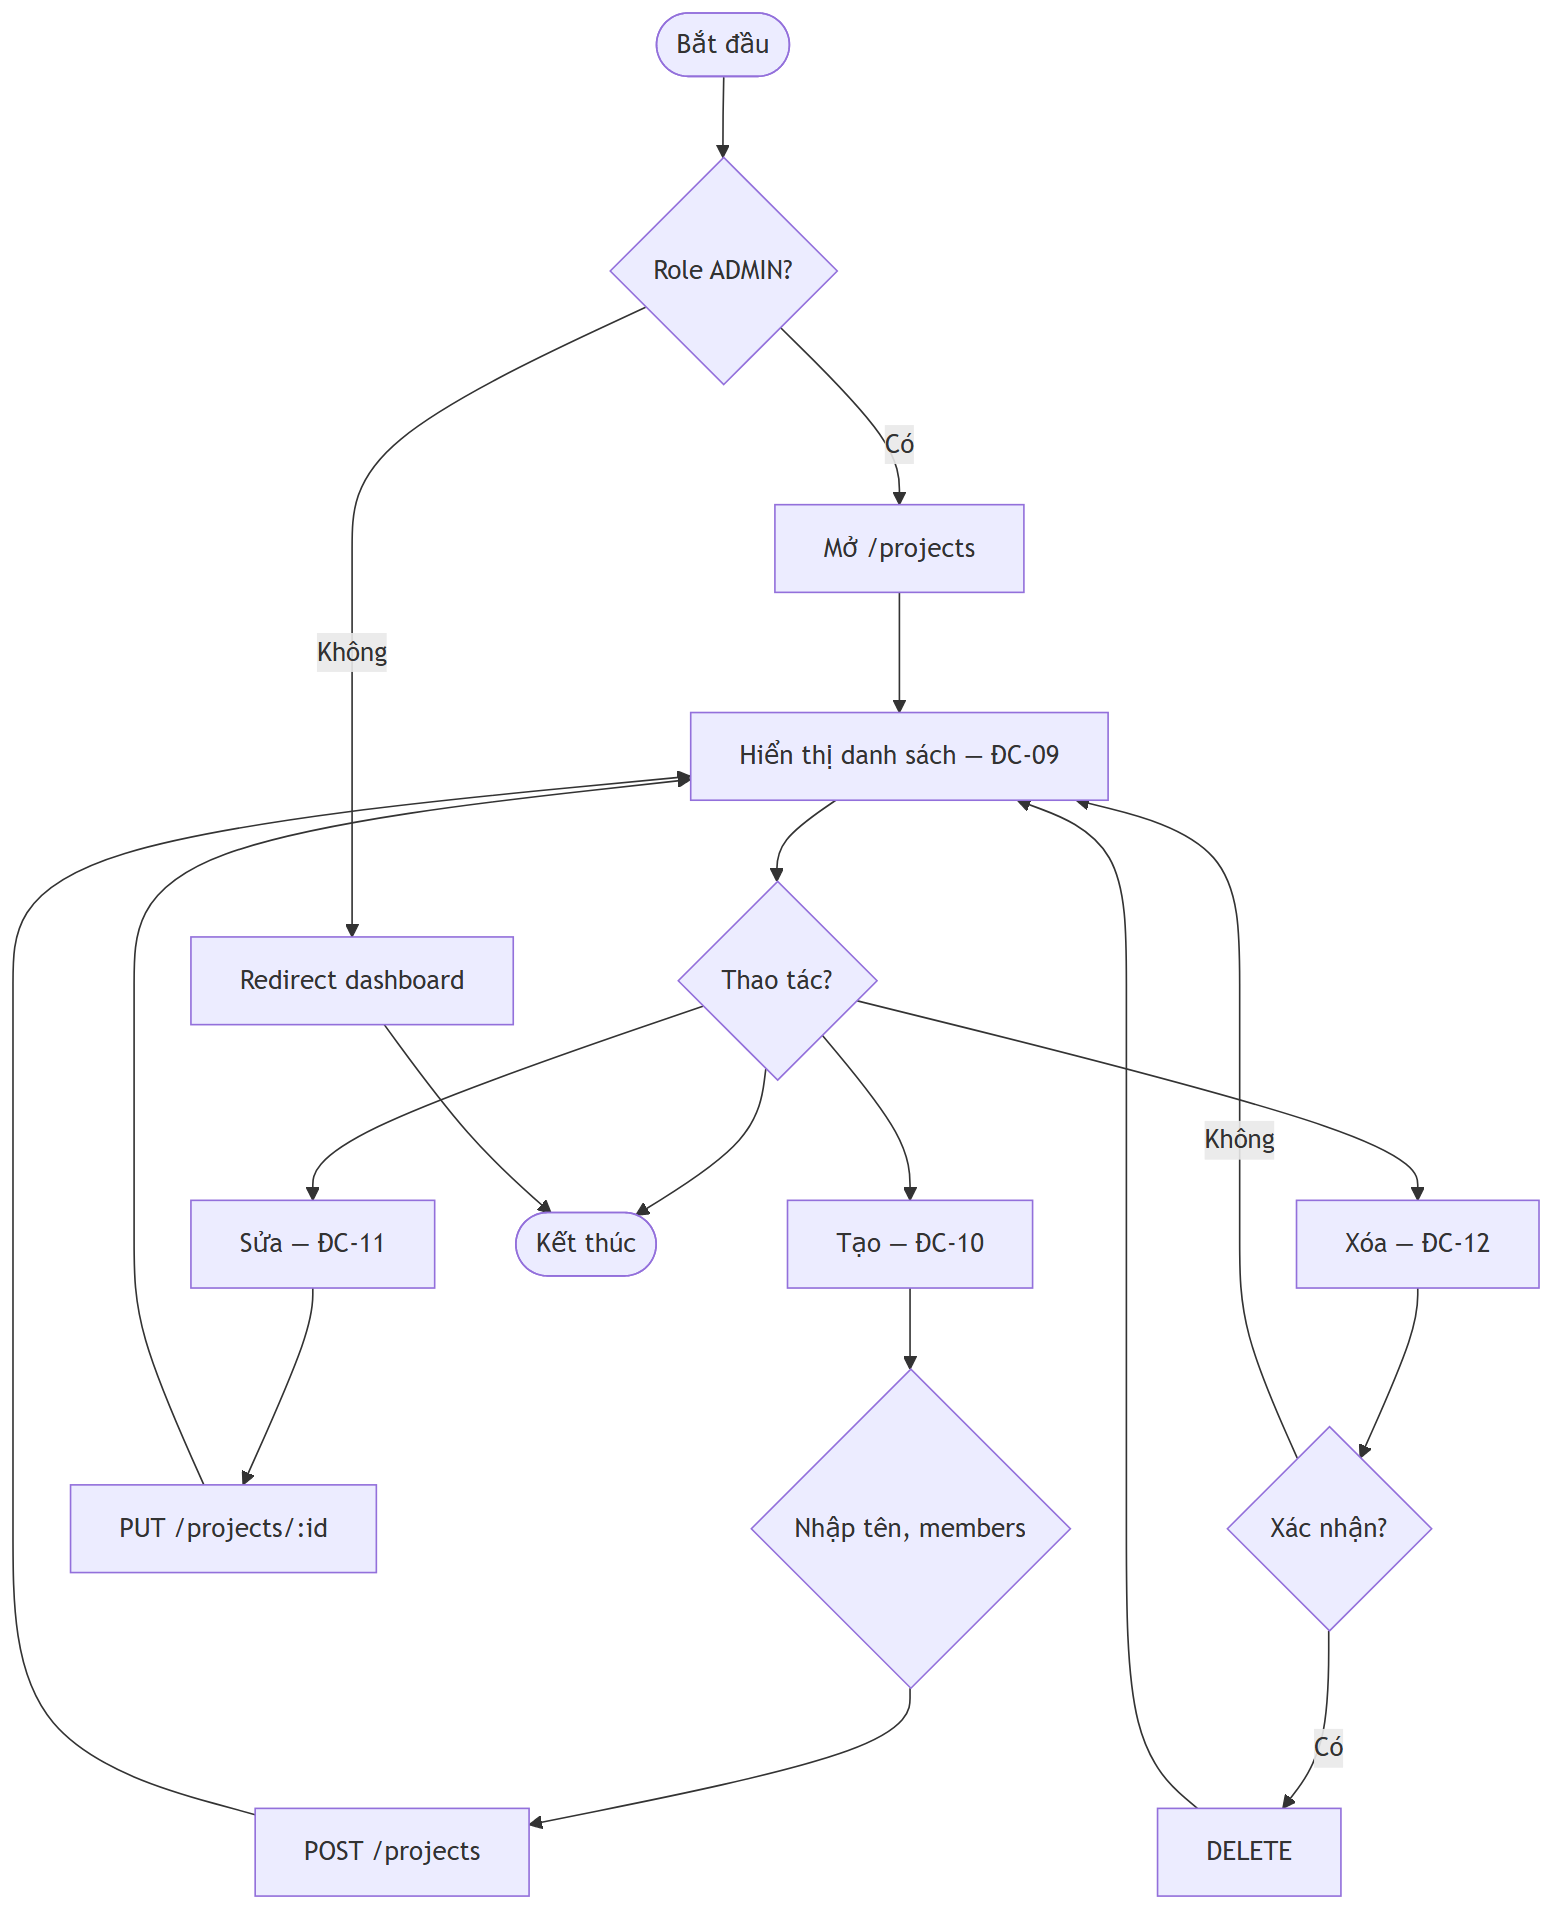 Bắt đầu
Role ADMIN?
Có
Mở /projects
Không
Hiển thị danh sách — ĐC-09
Redirect dashboard
Thao tác?
Không
Sửa — ĐC-11
Kết thúc
Tạo — ĐC-10
Xóa — ĐC-12
PUT /projects/:id
Nhập tên, members
Xác nhận?
Có
POST /projects
DELETE